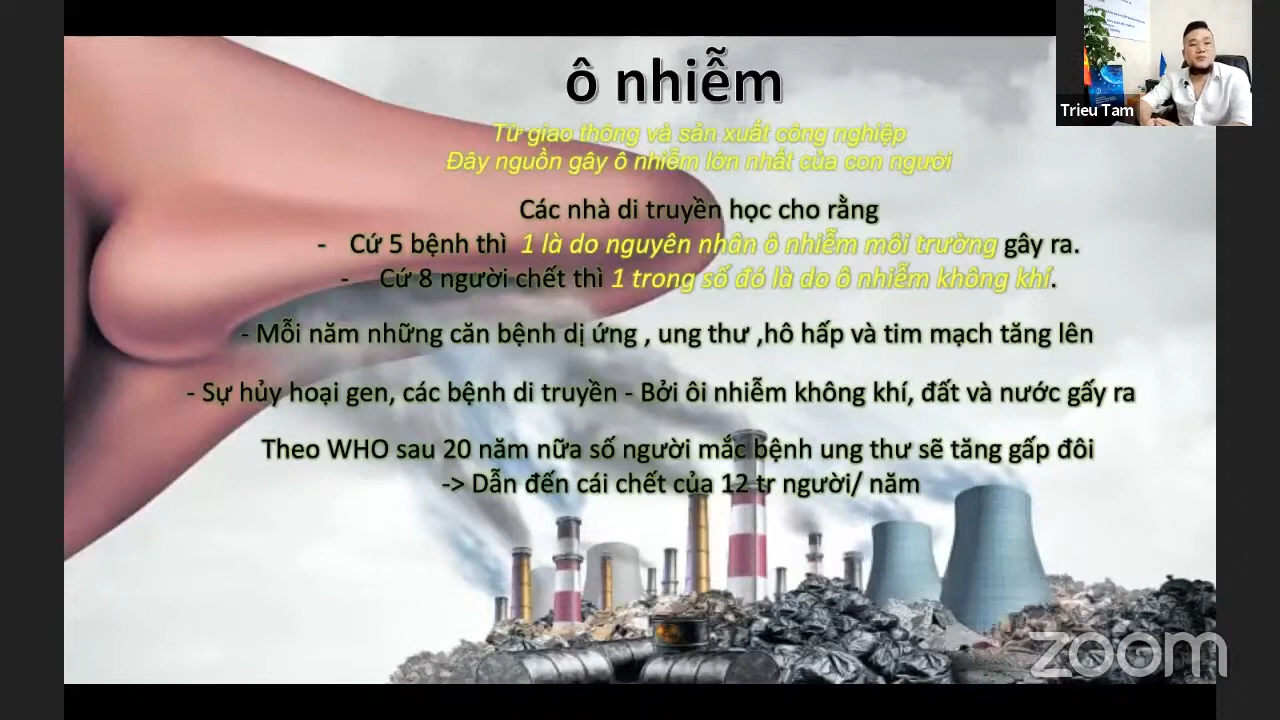 ô nhiễm
Trieu Tam
Từ giao thông và sản xuất công nghiệp
Đây nguồn gây ô nhiễm lớn nhất của con người
Các nhà di truyền học cho rằng
- Cứ 5 bệnh thì 1 là do nguyên nhân ô nhiễm môi trường gây ra.
- Cứ 8 người chết thì 1 trong số đó là do ô nhiễm không khí.
- Mỗi năm những căn bệnh dị ứng , ung thư ,hô hấp và tim mạch tăng lên
- Sự hủy hoại gen, các bệnh di truyền - Bởi ôi nhiễm không khí, đất và nước gấy ra
Theo WHO sau 20 năm nữa số người mắc bệnh ung thư sẽ tăng gấp đôi
-> Dẫn đến cái chết của 12 tr người/ năm
zoom